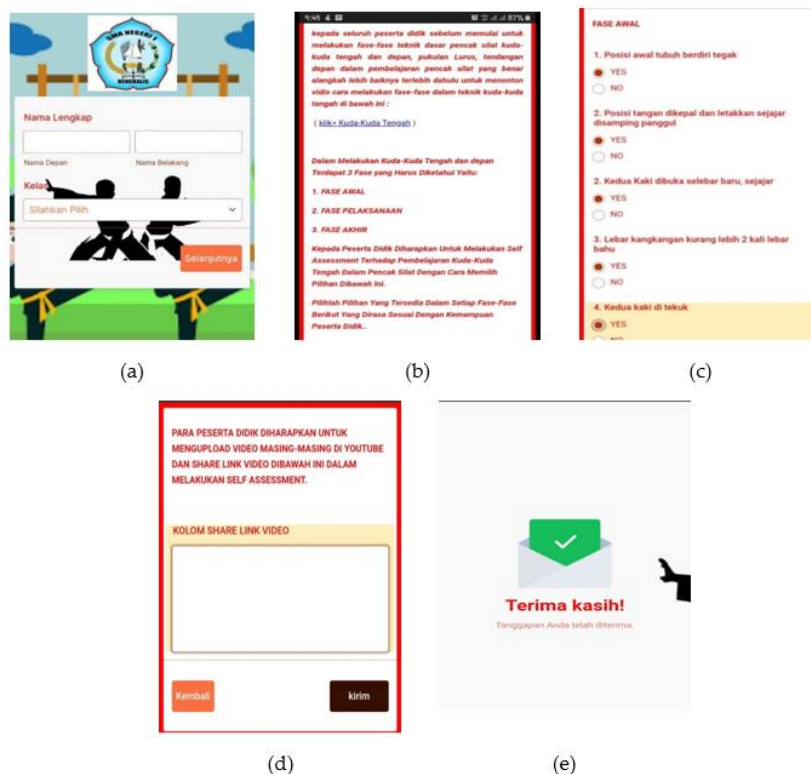 SMA NEGERI 1
BENGKALIS
Nama Lengkap
Nama Depan
Nama Belakang
Kelas
Silahkan Pilih
Selanjutnya
(a)
9:46
87%
kepada seluruh peserta didik sebelum memulai untuk
melakukan fase-fase teknik dasar pencak silat kuda-
kuda tengah dan depan, pukulan Lurus, tendangan
depan dalam pembelajaran pencak silat yang benar
alangkah lebih baiknya terlebih dahulu untuk menonton
vidio cara melakukan fase-fase dalam teknik kuda-kuda
tengah di bawah ini :
( klik> Kuda-Kuda Tengah )
Dalam Melakukan Kuda-Kuda Tengah dan depan
Terdapat 3 Fase yang Harus Diketahui Yaitu:
1. FASE AWAL
2. FASE PELAKSANAAN
3. FASE AKHIR
Kepada Peserta Didik Diharapkan Untuk Melakukan Self
Assessment Terhadap Pembelajaran Kuda-Kuda
Tengah Dalam Pencak Silat Dengan Cara Memilih
Pilihan Dibawah Ini.
Pilihlah Pilihan Yang Tersedia Dalam Setiap Fase-Fase
Berikut Yang Dirasa Sesuai Dengan Kemampuan
Peserta Didik..
(b)
FASE AWAL
1. Posisi awal tubuh berdiri tegak
YES
NO
2. Posisi tangan dikepal dan letakkan sejajar
disamping panggul
YES
NO
2. Kedua Kaki dibuka selebar baru, sejajar
YES
NO
3. Lebar kangkangan kurang lebih 2 kali lebar
bahu
YES
NO
4. Kedua kaki di tekuk
YES
NO
(c)
PARA PESERTA DIDIK DIHARAPKAN UNTUK
MENGUPLOAD VIDEO MASING-MASING DI YOUTUBE
DAN SHARE LINK VIDEO DIBAWAH INI DALAM
MELAKUKAN SELF ASSESSMENT.
KOLOM SHARE LINK VIDEO
Kembali
kirim
(d)
Terima kasih!
Tanggapan Anda telah diterima.
(e)